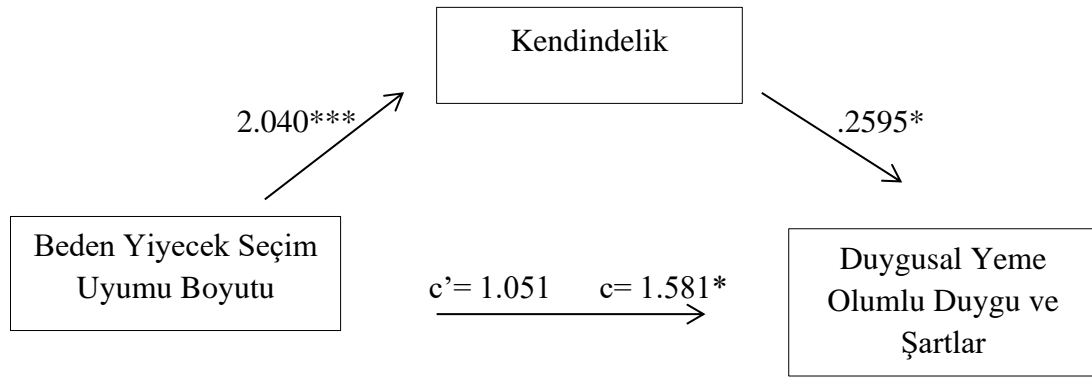 Kendindelik
2.040***
.2595*
Beden Yiyecek Seçim
Uyumu Boyutu
c’= 1.051 c= 1.581*
Duygusal Yeme
Olumlu Duygu ve
Şartlar